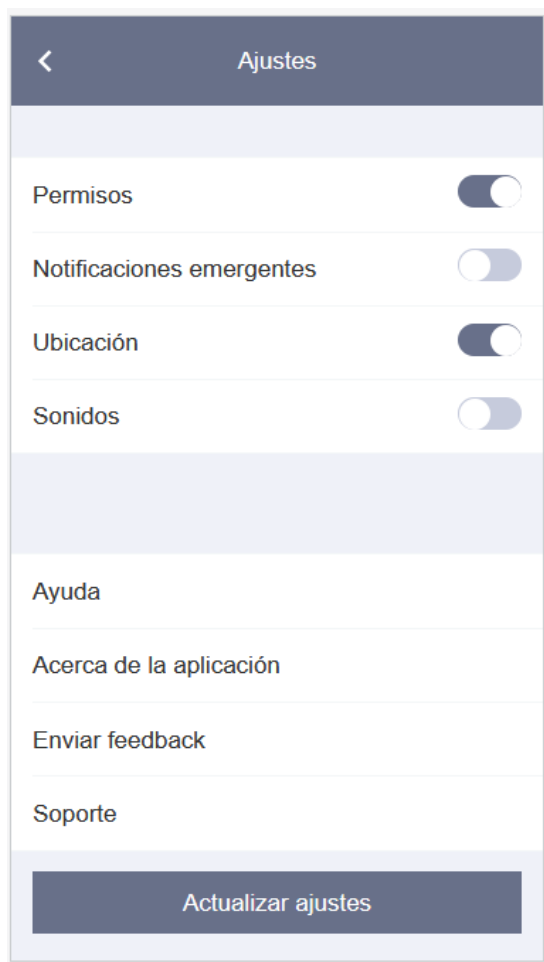 Ajustes
Permisos
Notificaciones emergentes
Ubicación
Sonidos
Ayuda
Acerca de la aplicación
Enviar feedback
Soporte
Actualizar ajustes